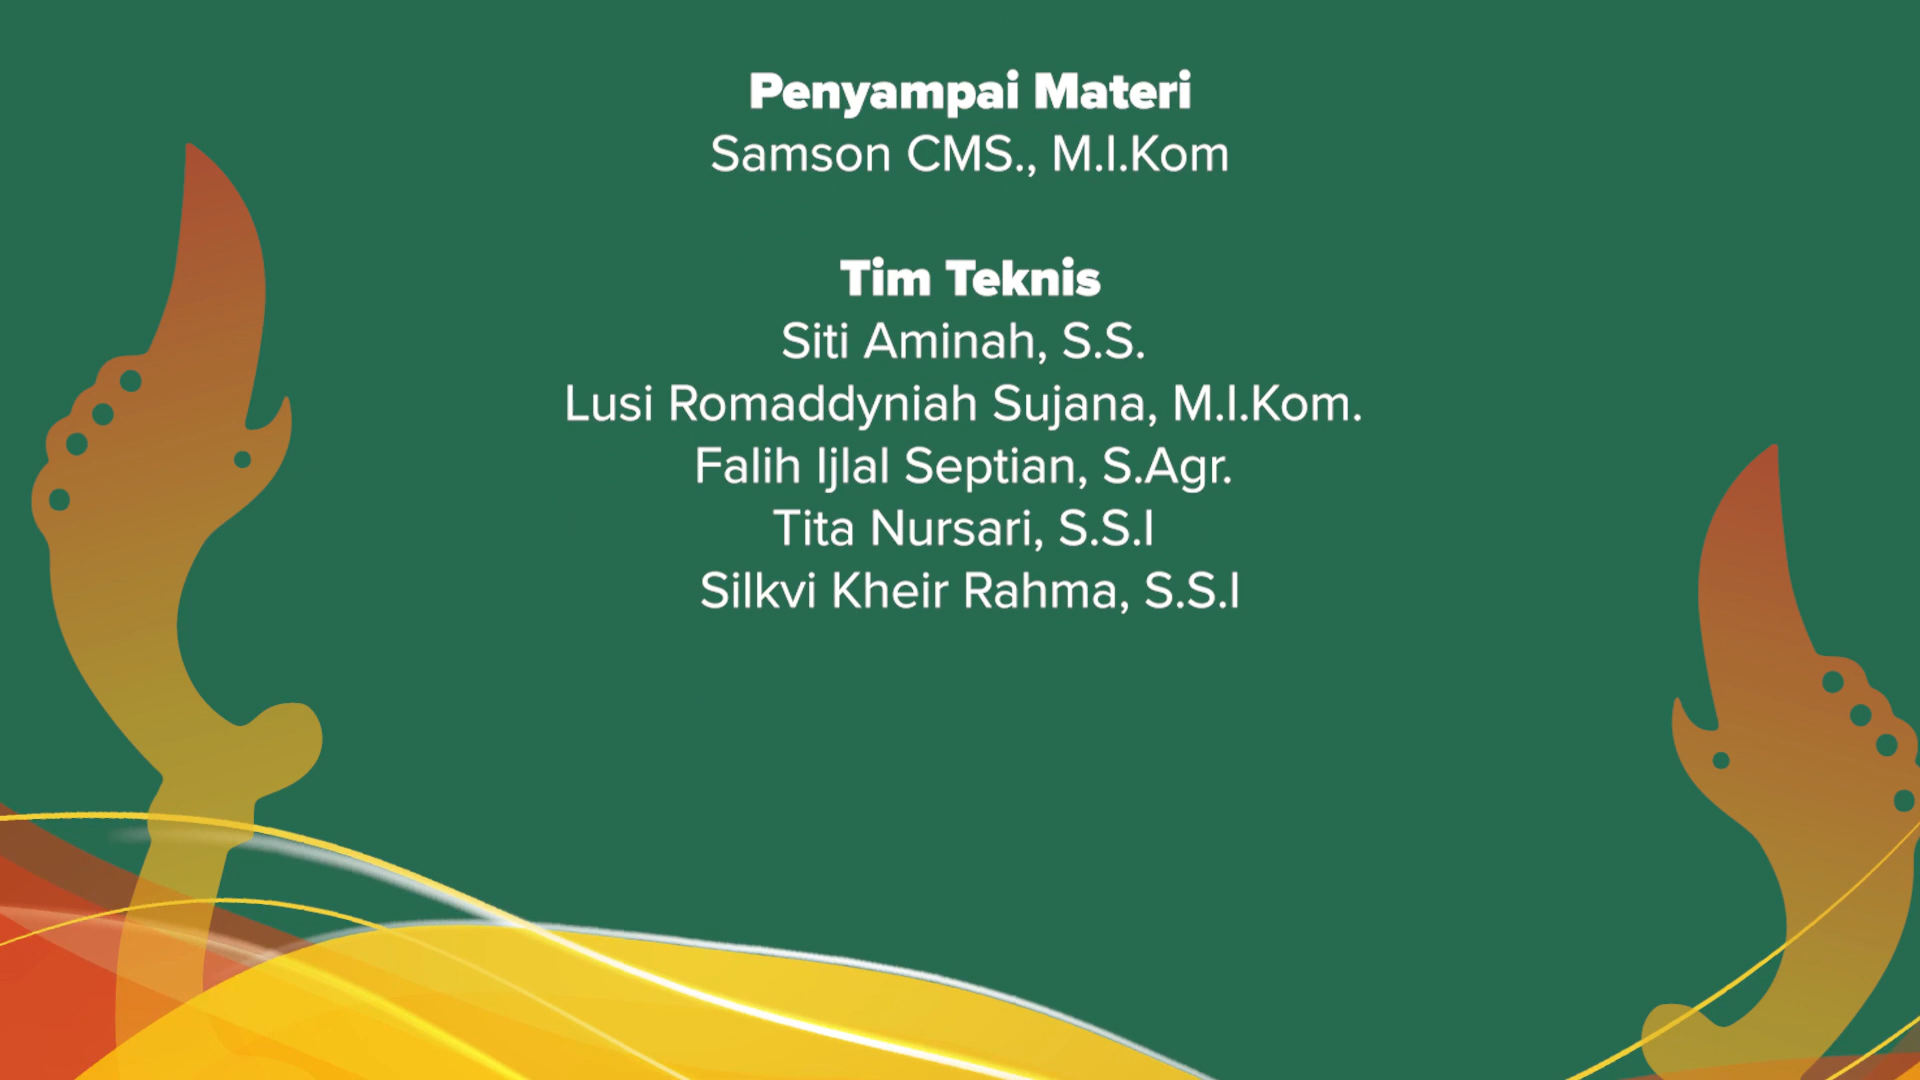 Penyampai Materi
Samson CMS., M.I.Kom
Tim Teknis
Siti Aminah, S.S.
Lusi Romaddyniah Sujana, M.I.Kom.
Falih Ijlal Septian, S.Agr.
Tita Nursari, S.S.I
Silkvi Kheir Rahma, S.S.I